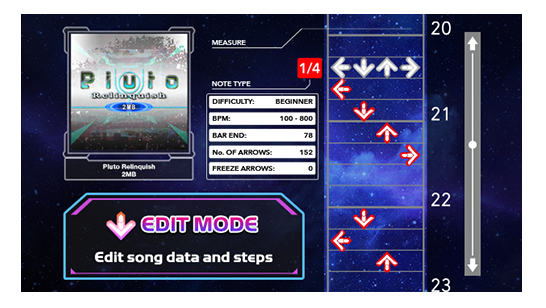 MEASURE
NOTE TYPE
1/4
DIFFICULTY: BEGINNER
BPM: 100 - 800
BAR END: 78
No. OF ARROWS: 152
FREEZE ARROWS: 0
Pluto
Relinquish
2MB
Pluto Relinquish
2MB
EDIT MODE
Edit song data and steps
20
21
22
23